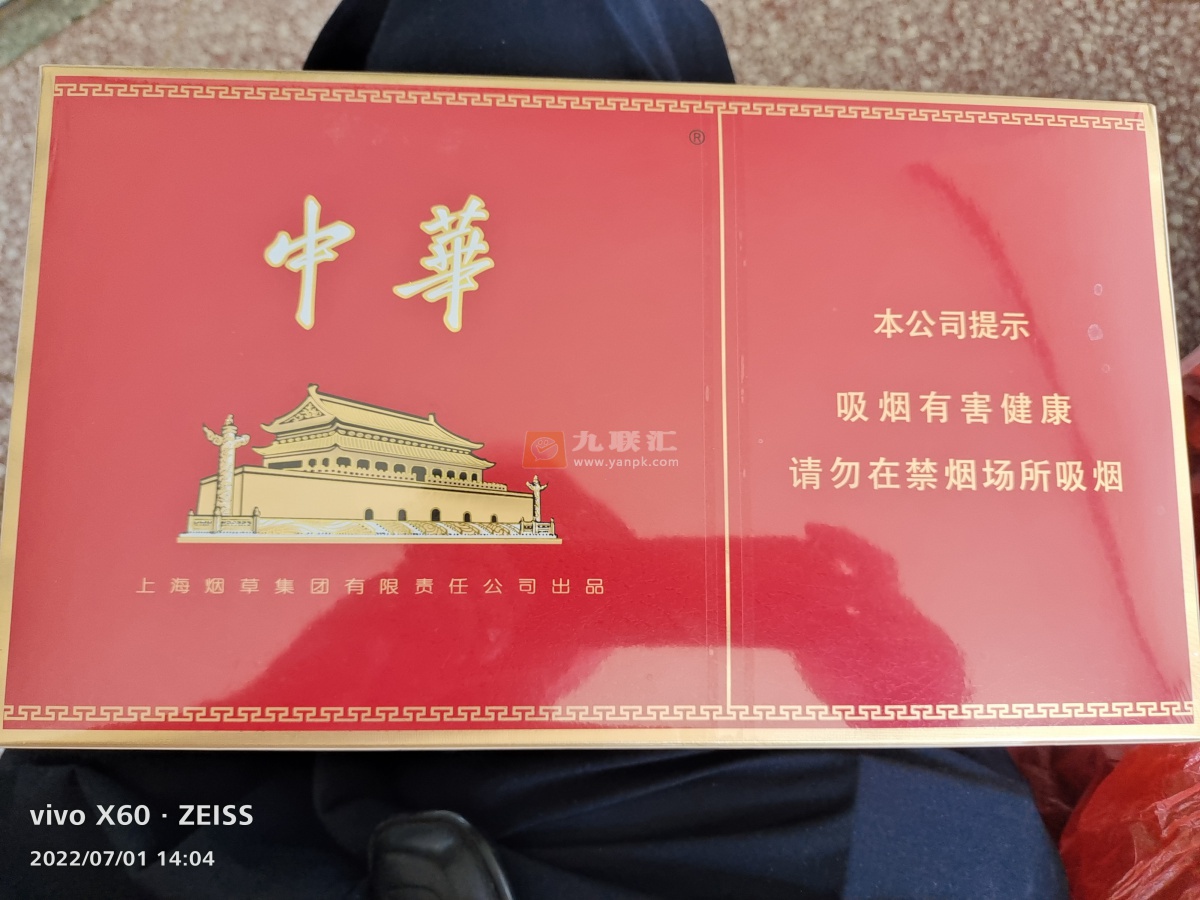 ®
中華
本公司提示
吸烟有害健康
请勿在禁烟场所吸烟
九联汇
www.yanpk.com
上海烟草集团有限责任公司出品
vivo X60 · ZEISS
2022/07/01 14:04